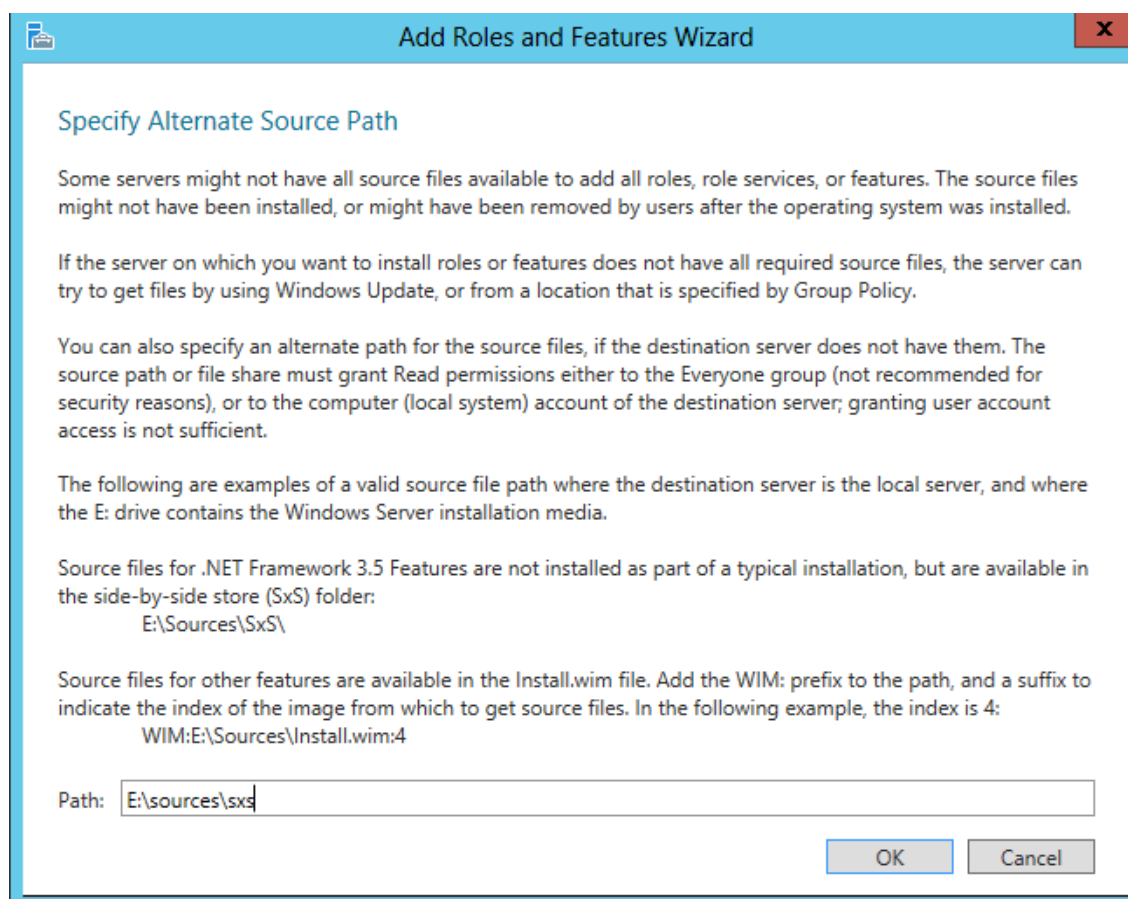 Add Roles and Features Wizard
x
Specify Alternate Source Path
Some servers might not have all source files available to add all roles, role services, or features. The source files
might not have been installed, or might have been removed by users after the operating system was installed.
If the server on which you want to install roles or features does not have all required source files, the server can
try to get files by using Windows Update, or from a location that is specified by Group Policy.
You can also specify an alternate path for the source files, if the destination server does not have them. The
source path or file share must grant Read permissions either to the Everyone group (not recommended for
security reasons), or to the computer (local system) account of the destination server; granting user account
access is not sufficient.
The following are examples of a valid source file path where the destination server is the local server, and where
the E: drive contains the Windows Server installation media.
Source files for .NET Framework 3.5 Features are not installed as part of a typical installation, but are available in
the side-by-side store (SxS) folder:
E:\Sources\SxS\
Source files for other features are available in the Install.wim file. Add the WIM: prefix to the path, and a suffix to
indicate the index of the image from which to get source files. In the following example, the index is 4:
WIM:E:\Sources\Install.wim:4
Path: E:\sources\sxs
OK Cancel